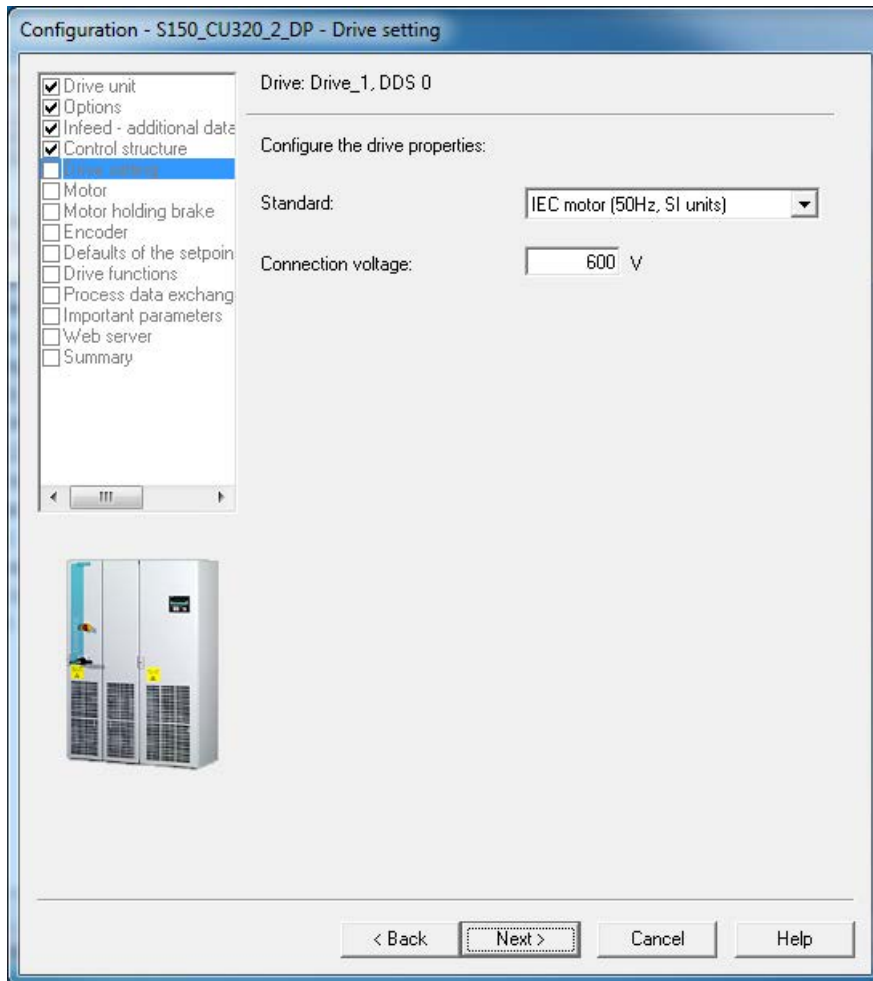 Configuration - S150_CU320_2_DP - Drive setting
Drive unit
Options
Infeed - additional data
Control structure
Drive setting
Motor
Motor holding brake
Encoder
Defaults of the setpoin
Drive functions
Process data exchang
Important parameters
Web server
Summary
Drive: Drive_1, DDS 0
Configure the drive properties:
Standard: IEC motor (50Hz, SI units)
Connection voltage: 600 V
< Back Next > Cancel Help